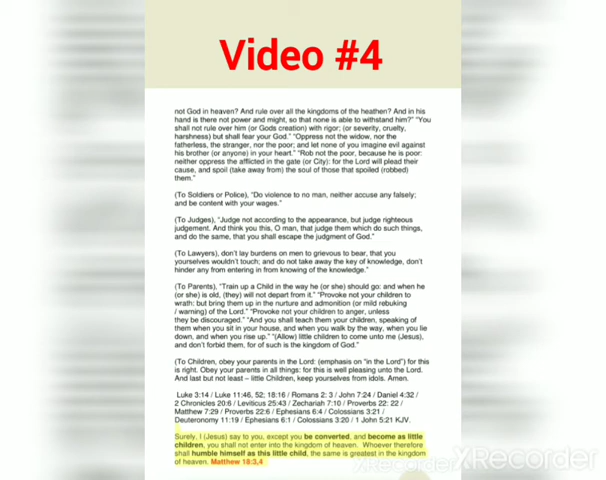 Video #4
not God in heaven? And rule over all the kingdoms of the heathen? And in his
hand is there not power and might, so that none is able to withstand him?" "You
shall not rule over him (or Gods creation) with rigor; (or severity, cruelty,
harshness) but shall fear your God." "Oppress not the widow, nor the
fatherless, the stranger, nor the poor; and let none of you imagine evil against
his brother (or anyone) in your heart." "Rob not the poor, because he is poor:
neither oppress the afflicted in the gate (or City): for the Lord will plead their
cause, and spoil (take away from) the soul of those that spoiled (robbed)
them."
(To Soldiers or Police), "Do violence to no man, neither accuse any falsely;
and be content with your wages."
(To Judges), "Judge not according to the appearance, but judge righteous
judgement. And think you this, O man, that judge them which do such things,
and do the same, that you shall escape the judgment of God."
(To Lawyers), don't lay burdens on men to grievous to bear, that you
yourselves wouldn't touch; and do not take away the key of knowledge, don't
hinder any from entering in from knowing of the knowledge."
(To Parents), "Train up a Child in the way he (or she) should go: and when he
(or she) is old, (they) will not depart from it." "Provoke not your children to
wrath: but bring them up in the nurture and admonition (or mild rebuking
/ warning) of the Lord." "Provoke not your children to anger, unless
they be discouraged." "And you shall teach them your children, speaking of
them when you sit in your house, and when you walk by the way, when you lie
down, and when you rise up." "(Allow) little children to come unto me (Jesus),
and don't forbid them, for of such is the kingdom of God."
(To Children, obey your parents in the Lord: (emphasis on "in the Lord") for this
is right. Obey your parents in all things: for this is well pleasing unto the Lord.
And last but not least – little Children, keep yourselves from idols. Amen.
Luke 3:14 / Luke 11:46, 52; 18:16 / Romans 2; 3 / John 7:24 / Daniel 4:32 /
2 Chronicles 20:6 / Leviticus 25:43 / Zechariah 7:10 / Proverbs 22: 22 /
Matthew 7:29 / Proverbs 22:6 / Ephesians 6:4 / Colossians 3:21 /
Deuteronomy 11:19 / Ephesians 6:1 / Colossians 3:20 / 1 John 5:21 KJV.
Surely, I (Jesus) say to you, except you be converted, and become as little
children, you shall not enter into the kingdom of heaven. Whoever therefore
shall humble himself as this little child, the same is greatest in the kingdom
of heaven. Matthew 18:3,4
XRecorder
XRecorder